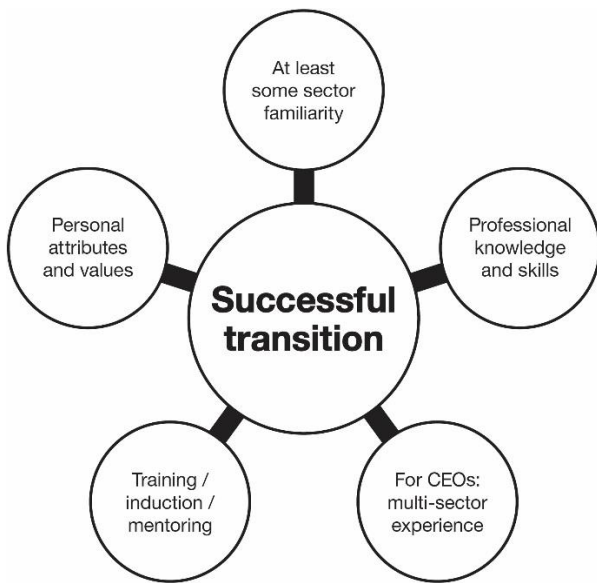 At least
some sector
familiarity
Personal
attributes
and values
Professional
knowledge
and skills
Successful
transition
Training /
induction /
mentoring
For CEOs:
multi-sector
experience